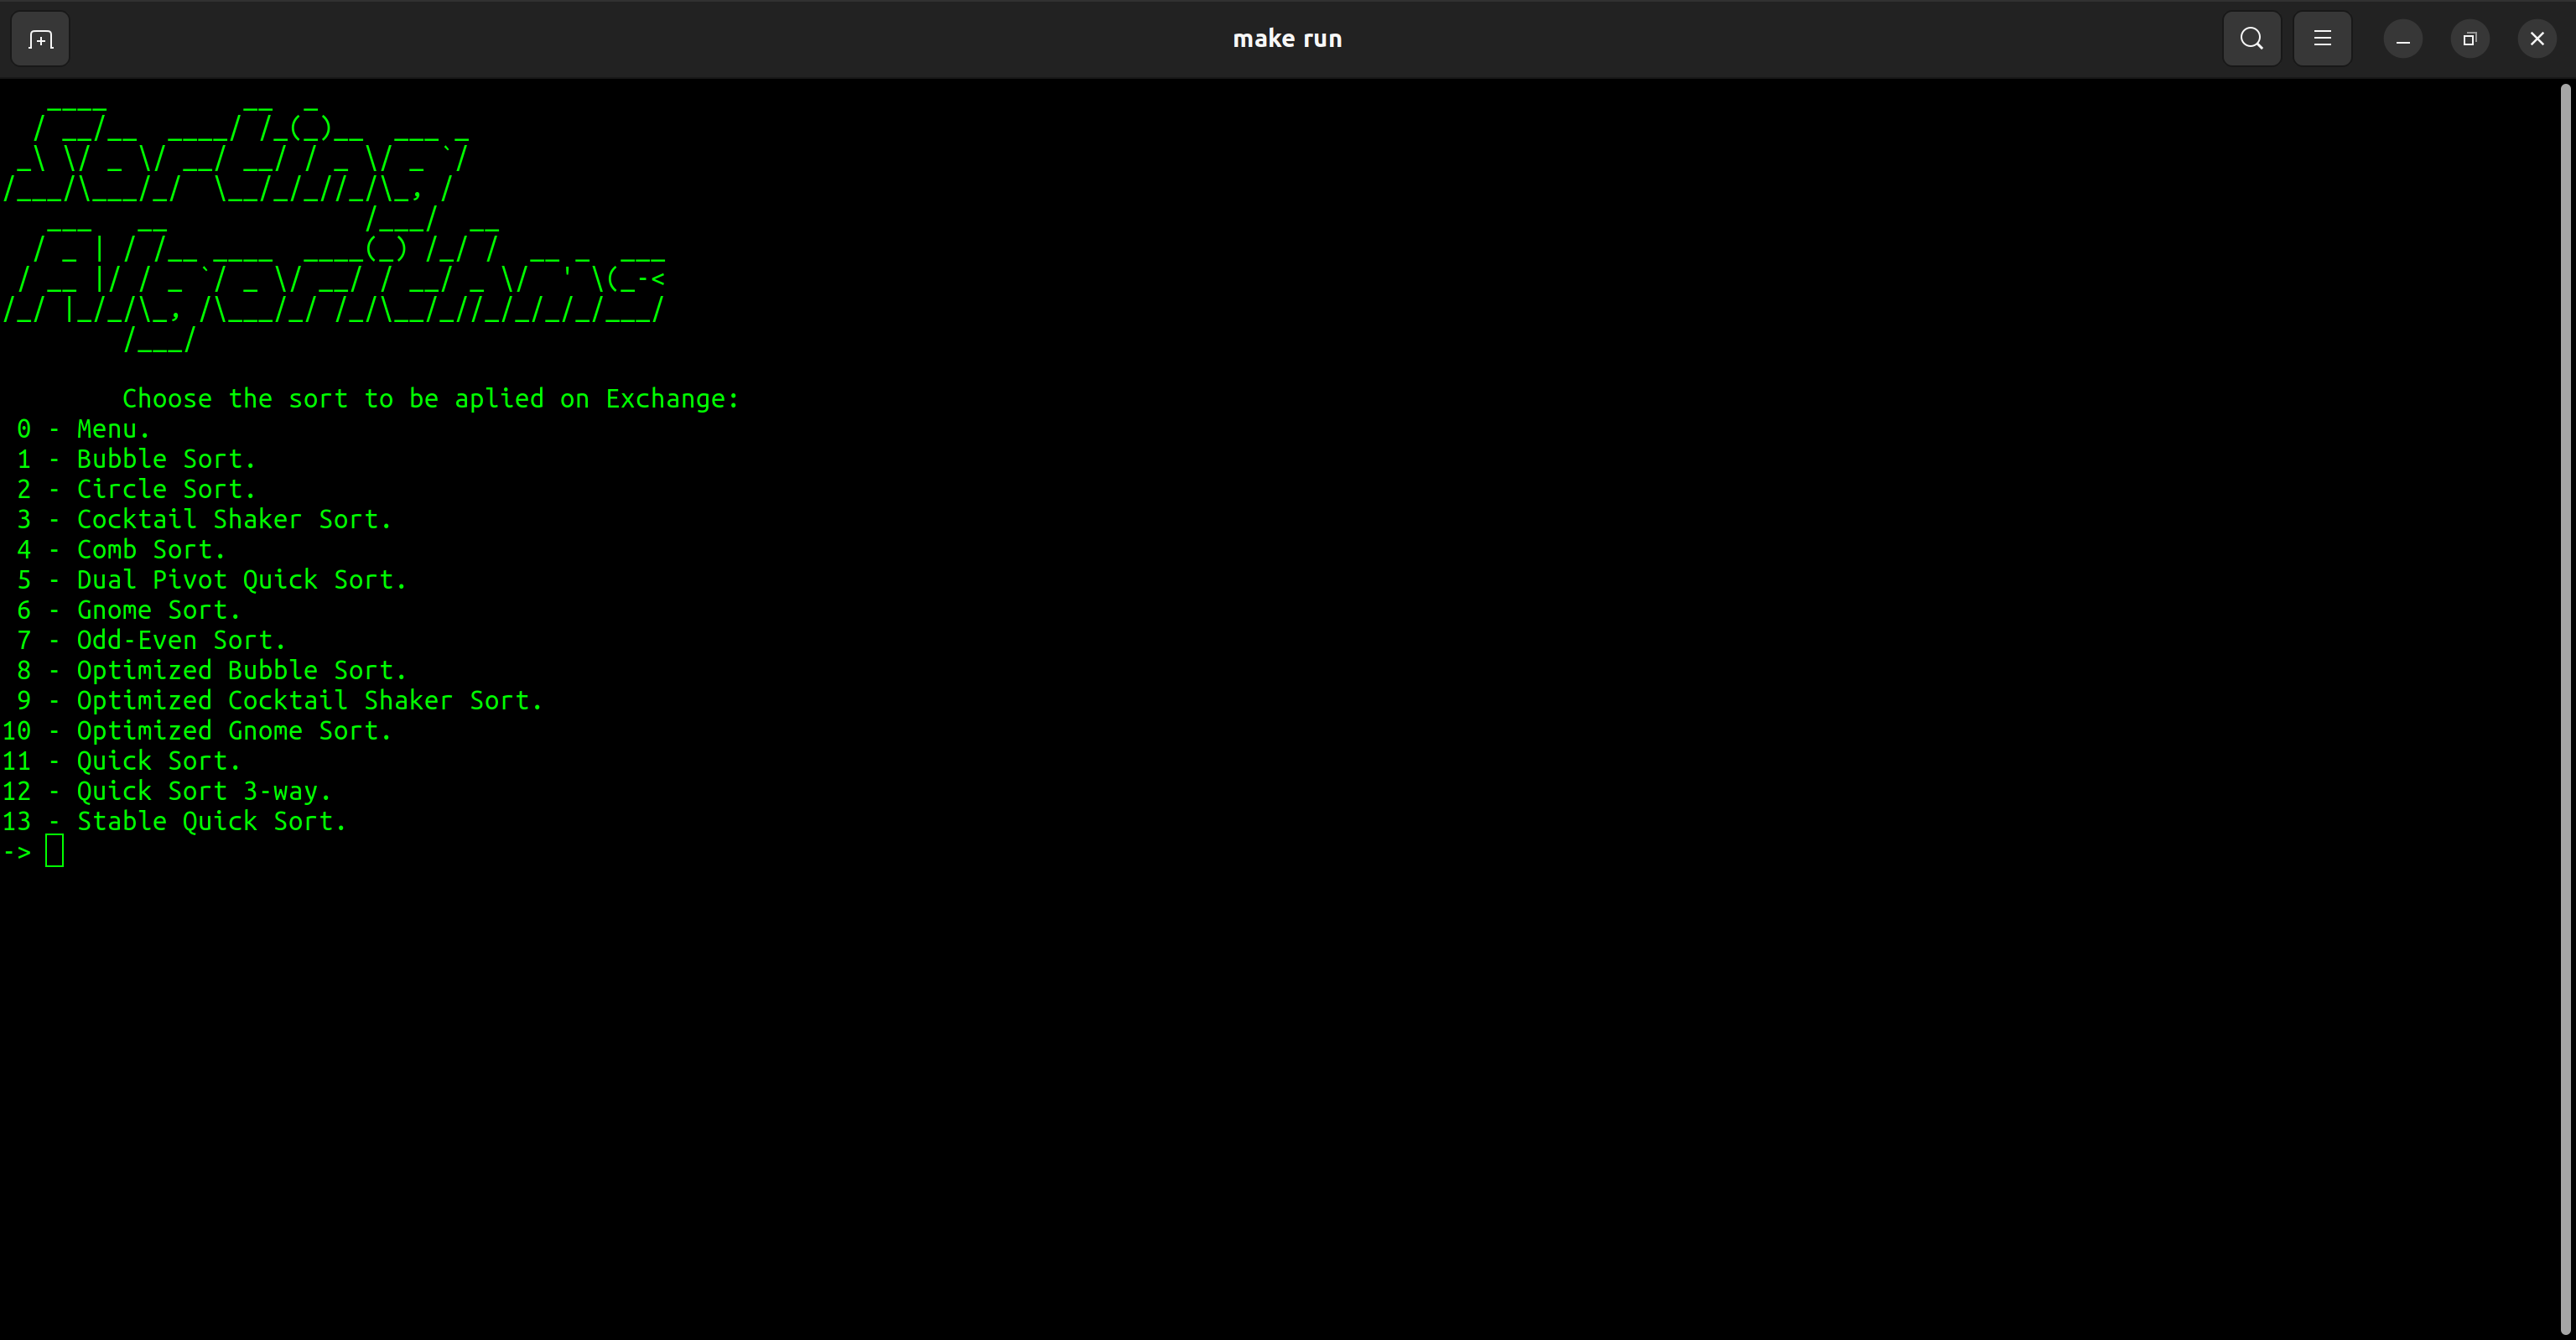 make run
Sorting
Algorithms
Choose the sort to be aplied on Exchange:
0 - Menu.
1 - Bubble Sort.
2 - Circle Sort.
3 - Cocktail Shaker Sort.
4 - Comb Sort.
5 - Dual Pivot Quick Sort.
6 - Gnome Sort.
7 - Odd-Even Sort.
8 - Optimized Bubble Sort.
9 - Optimized Cocktail Shaker Sort.
10 - Optimized Gnome Sort.
11 - Quick Sort.
12 - Quick Sort 3-way.
13 - Stable Quick Sort.
->